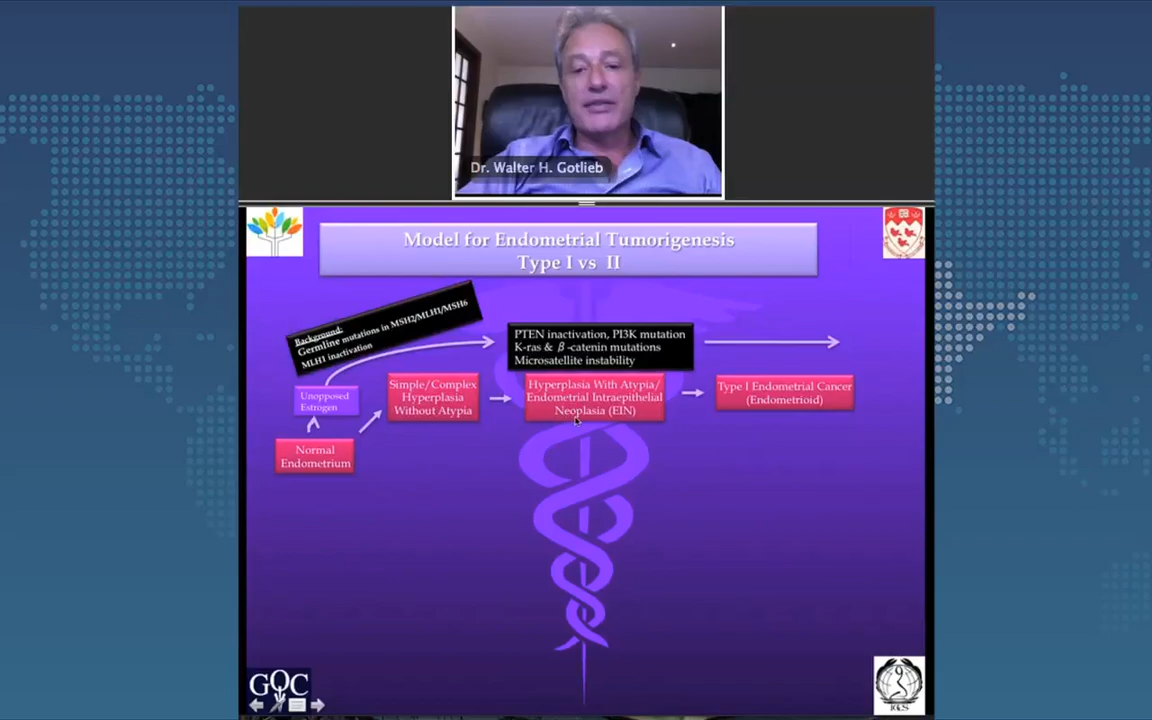 Dr. Walter H. Gotlieb
Model for Endometrial Tumorigenesis
Type I vs II
Background:
Germline mutations in MSH2/MLH1/MSH6
MLH1 inactivation
PTEN inactivation, PI3K mutation
K-ras & β-catenin mutations
Microsatellite instability
Unopposed
Estrogen
Simple/Complex
Hyperplasia
Without Atypia
Hyperplasia With Atypia/
Endometrial Intraepithelial
Neoplasia (EIN)
Type I Endometrial Cancer
(Endometrioid)
Normal
Endometrium
GOC